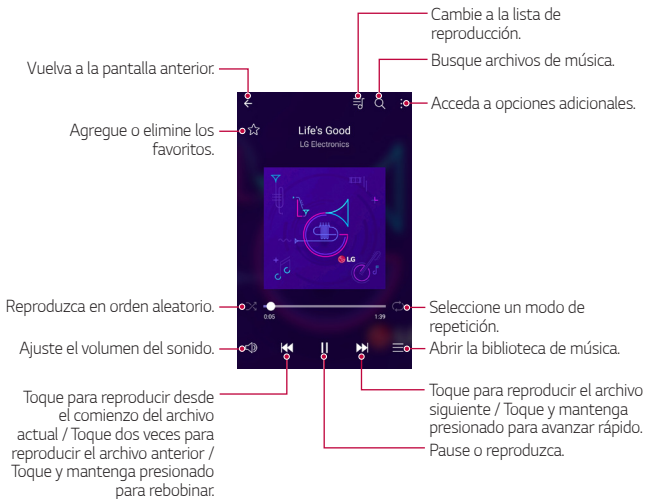 Cambie a la lista de
reproducción.
Busque archivos de música.
Vuelva a la pantalla anterior.
Acceda a opciones adicionales.
Agregue o elimine los
favoritos.
Life's Good
LG Electronics
LG
Reproduzca en orden aleatorio.
0:05
1:39
Seleccione un modo de
repetición.
Ajuste el volumen del sonido.
Abrir la biblioteca de música.
Toque para reproducir desde
el comienzo del archivo
actual / Toque dos veces para
reproducir el archivo anterior /
Toque y mantenga presionado
para rebobinar.
Toque para reproducir el archivo
siguiente / Toque y mantenga
presionado para avanzar rápido.
Pause o reproduzca.